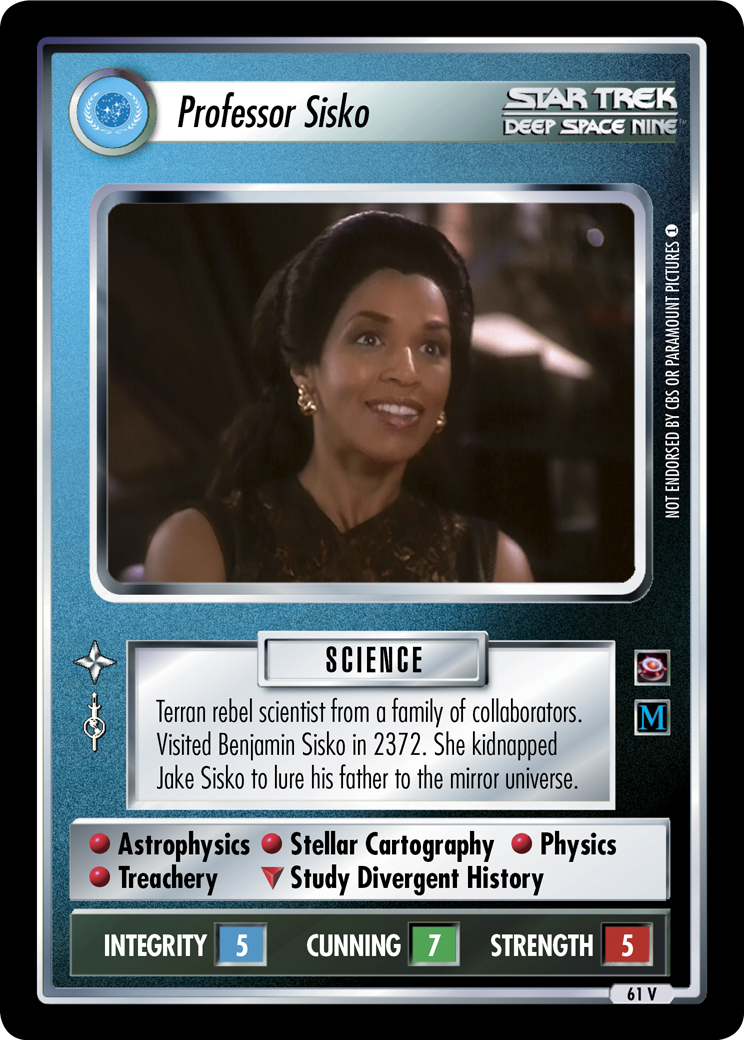 Professor Sisko
STAR TREK
DEEP SPACE NINE™
NOT ENDORSED BY CBS OR PARAMOUNT PICTURES 1
SCIENCE
Terran rebel scientist from a family of collaborators.
Visited Benjamin Sisko in 2372. She kidnapped
Jake Sisko to lure his father to the mirror universe.
M
Astrophysics Stellar Cartography Physics
Treachery Study Divergent History
INTEGRITY 5 CUNNING 7 STRENGTH 5
61 V